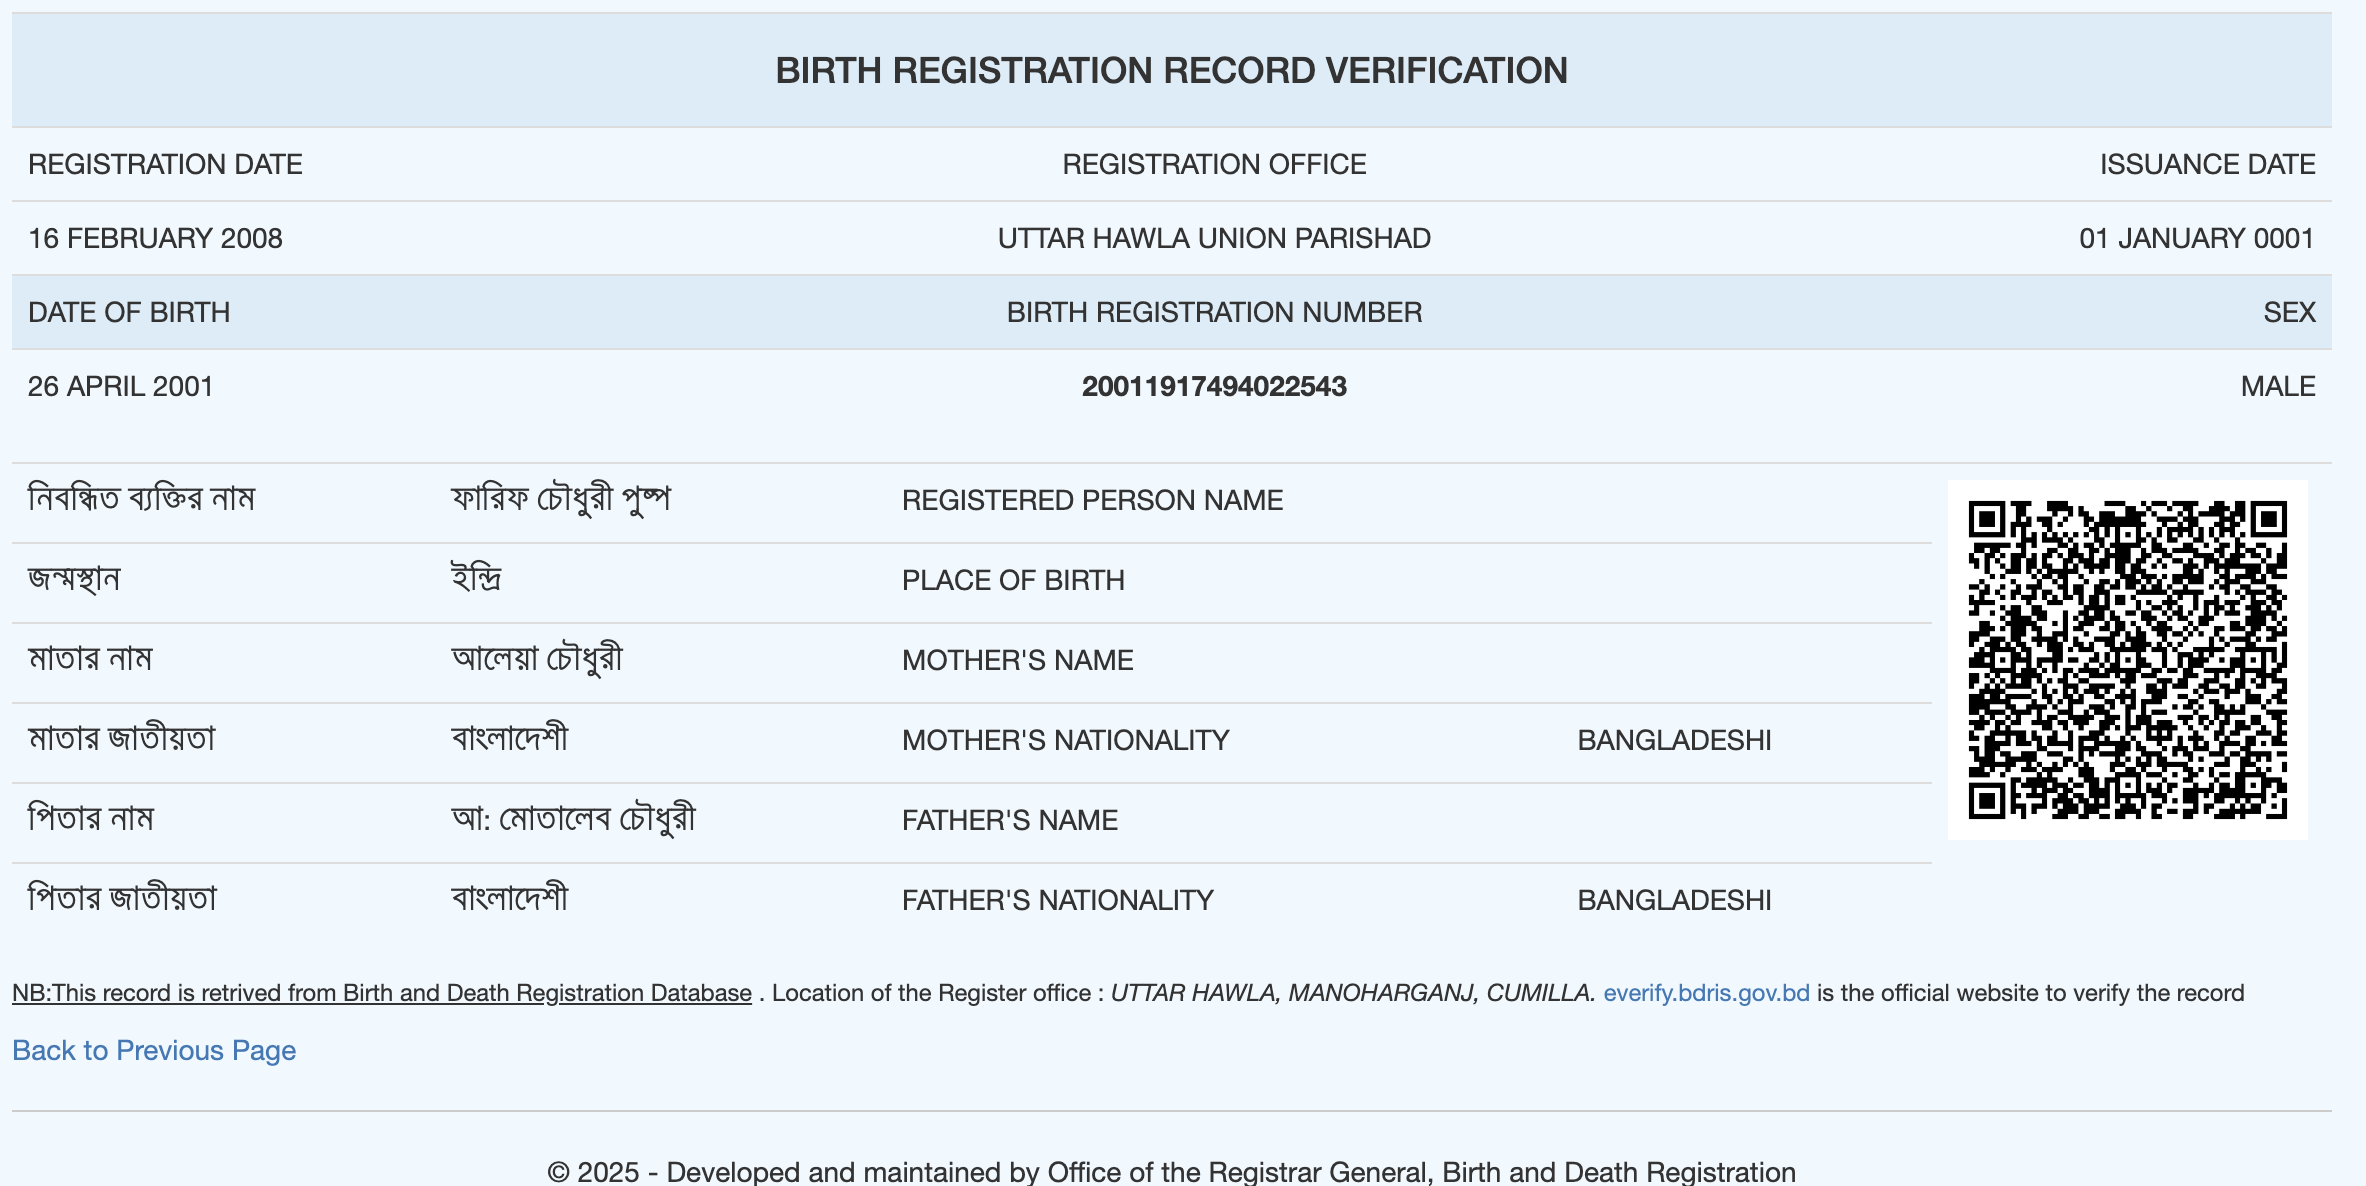 BIRTH REGISTRATION RECORD VERIFICATION
REGISTRATION DATE REGISTRATION OFFICE ISSUANCE DATE
16 FEBRUARY 2008 UTTAR HAWLA UNION PARISHAD 01 JANUARY 0001
DATE OF BIRTH BIRTH REGISTRATION NUMBER SEX
26 APRIL 2001 20011917494022543 MALE
নিবন্ধিত ব্যক্তির নাম ফারিফ চৌধুরী পুষ্প REGISTERED PERSON NAME
জন্মস্থান ইন্দ্রি PLACE OF BIRTH
মাতার নাম আলেয়া চৌধুরী MOTHER'S NAME
মাতার জাতীয়তা বাংলাদেশী MOTHER'S NATIONALITY BANGLADESHI
পিতার নাম আ: মোতালেব চৌধুরী FATHER'S NAME
পিতার জাতীয়তা বাংলাদেশী FATHER'S NATIONALITY BANGLADESHI
NB:This record is retrived from Birth and Death Registration Database . Location of the Register office : UTTAR HAWLA, MANOHARGANJ, CUMILLA. everify.bdris.gov.bd is the official website to verify the record
Back to Previous Page
© 2025 - Developed and maintained by Office of the Registrar General, Birth and Death Registration